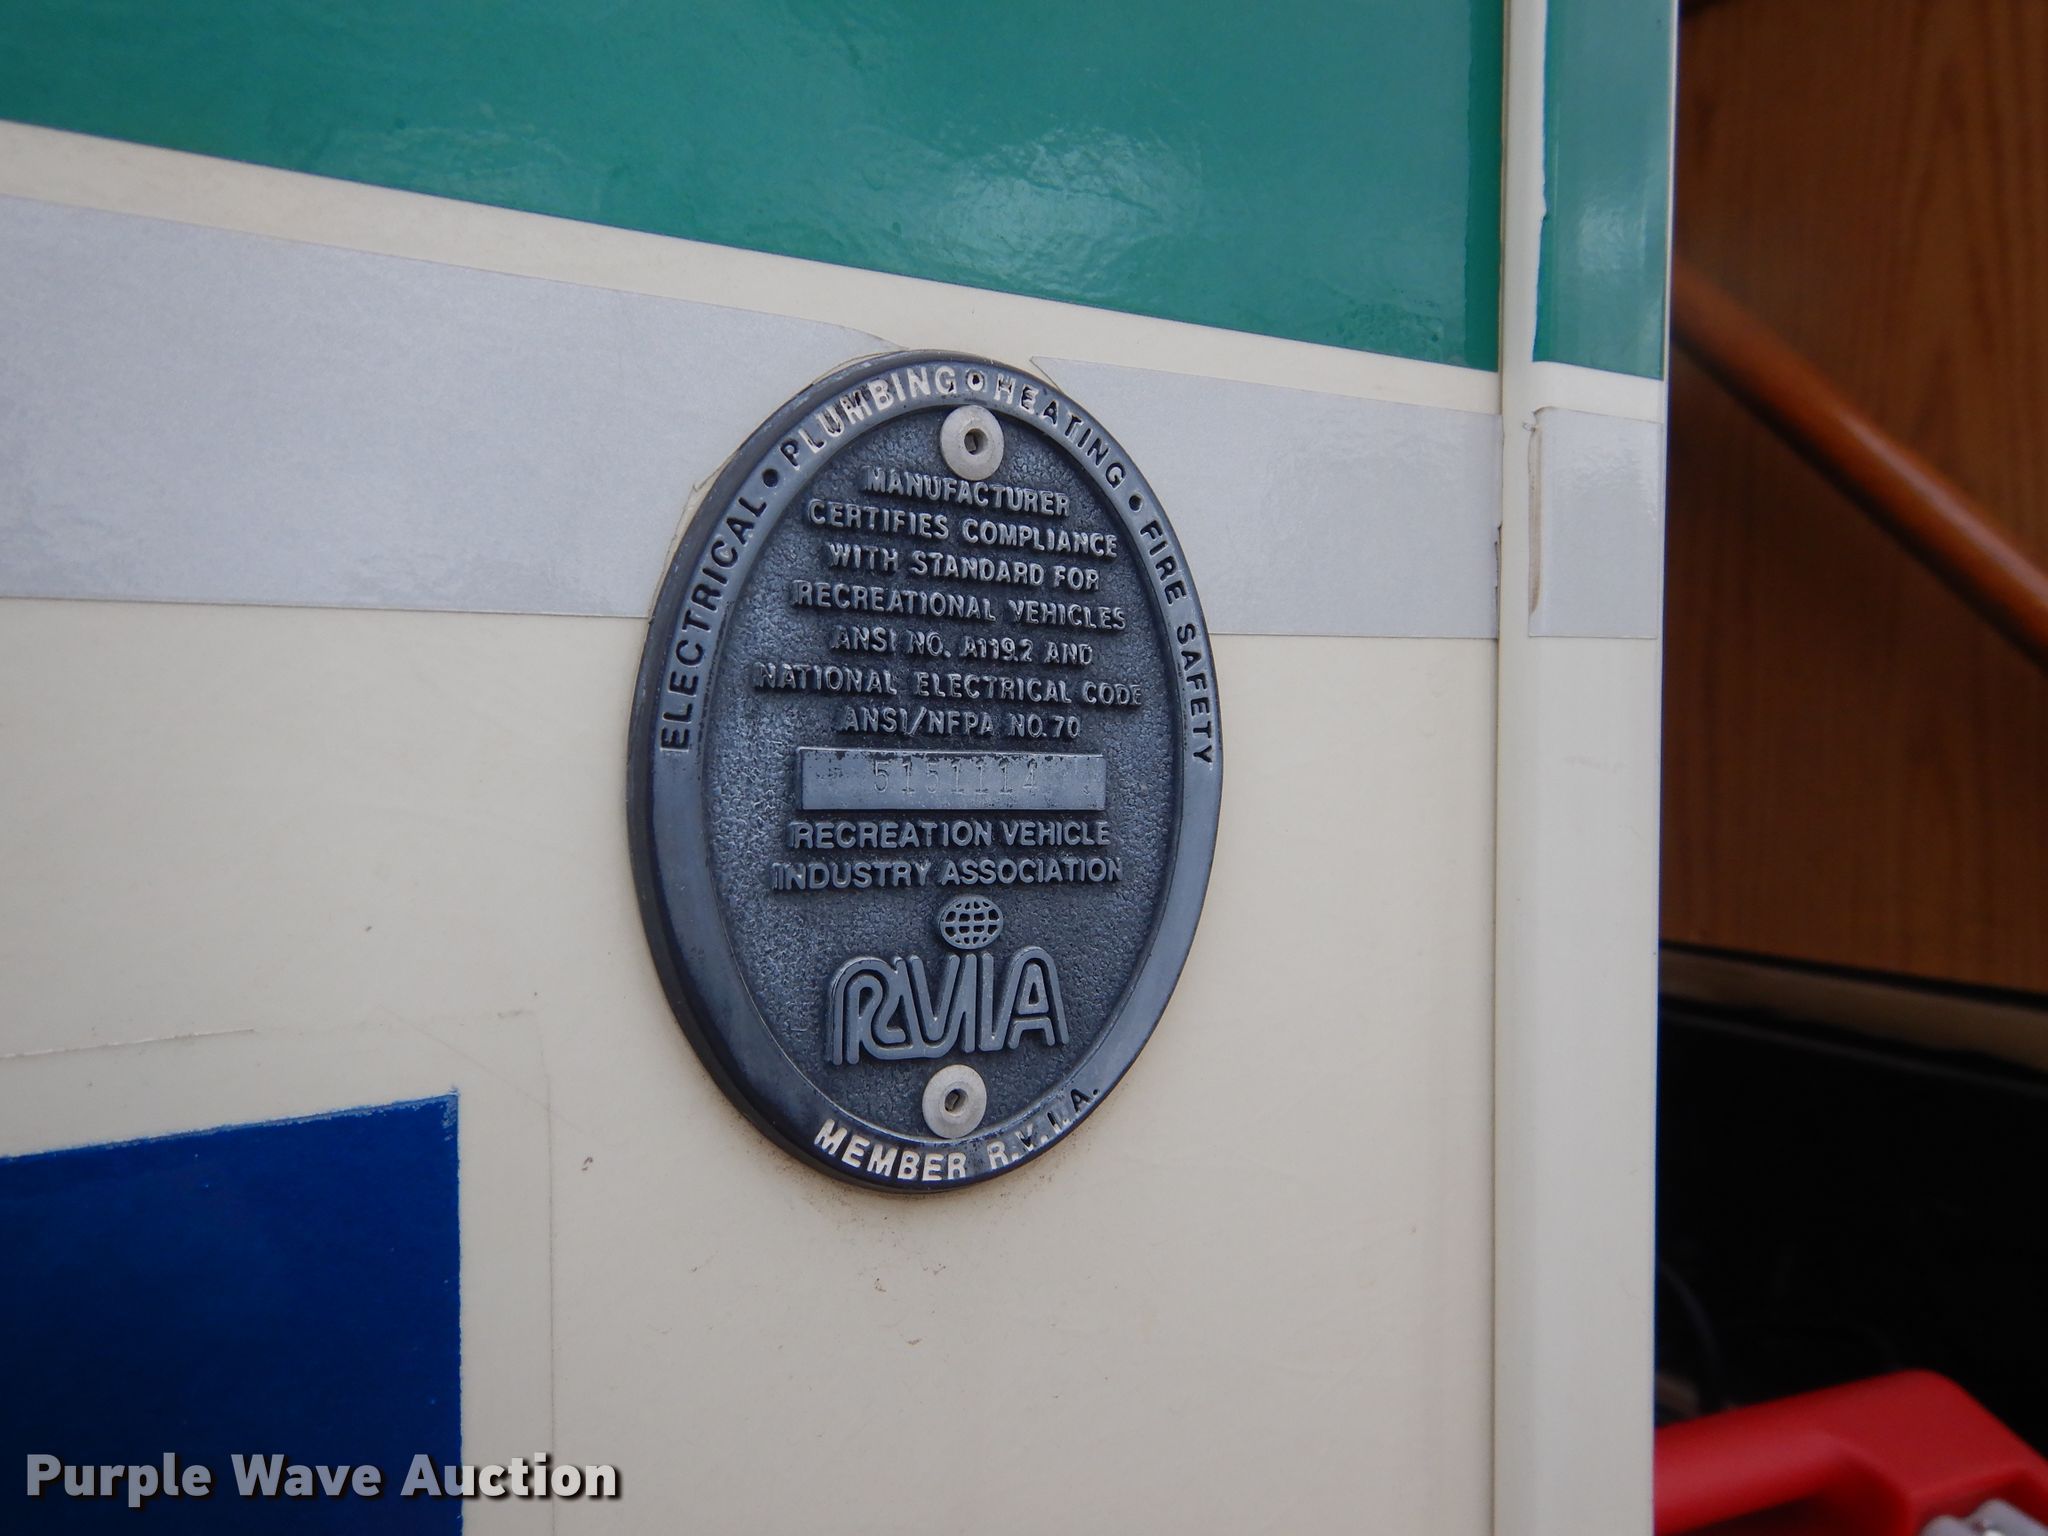 ELECTRICAL • PLUMBING • HEATING • FIRE SAFETY
MANUFACTURER
CERTIFIES COMPLIANCE
WITH STANDARD FOR
RECREATIONAL VEHICLES
ANSI NO. A119.2 AND
NATIONAL ELECTRICAL CODE
ANSI/NFPA NO. 70
5151114
RECREATION VEHICLE
INDUSTRY ASSOCIATION
RVIA
MEMBER R.V.I.A.
Purple Wave Auction